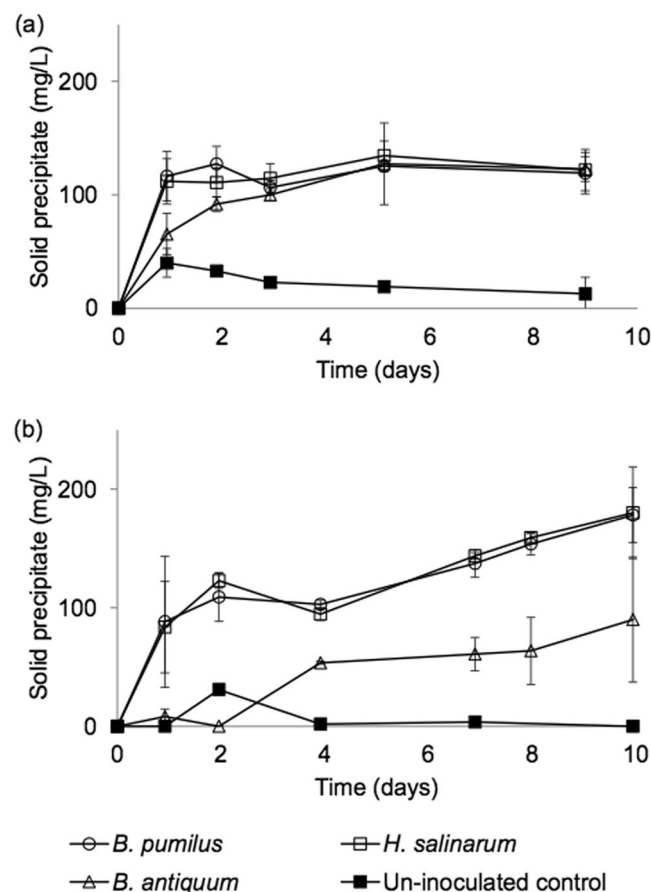 (a)
Solid precipitate (mg/L)
200
100
0
0 2 4 6 8 10
Time (days)
(b)
Solid precipitate (mg/L)
200
100
0
0 2 4 6 8 10
Time (days)
B. pumilus H. salinarum
B. antiquum Un-inoculated control